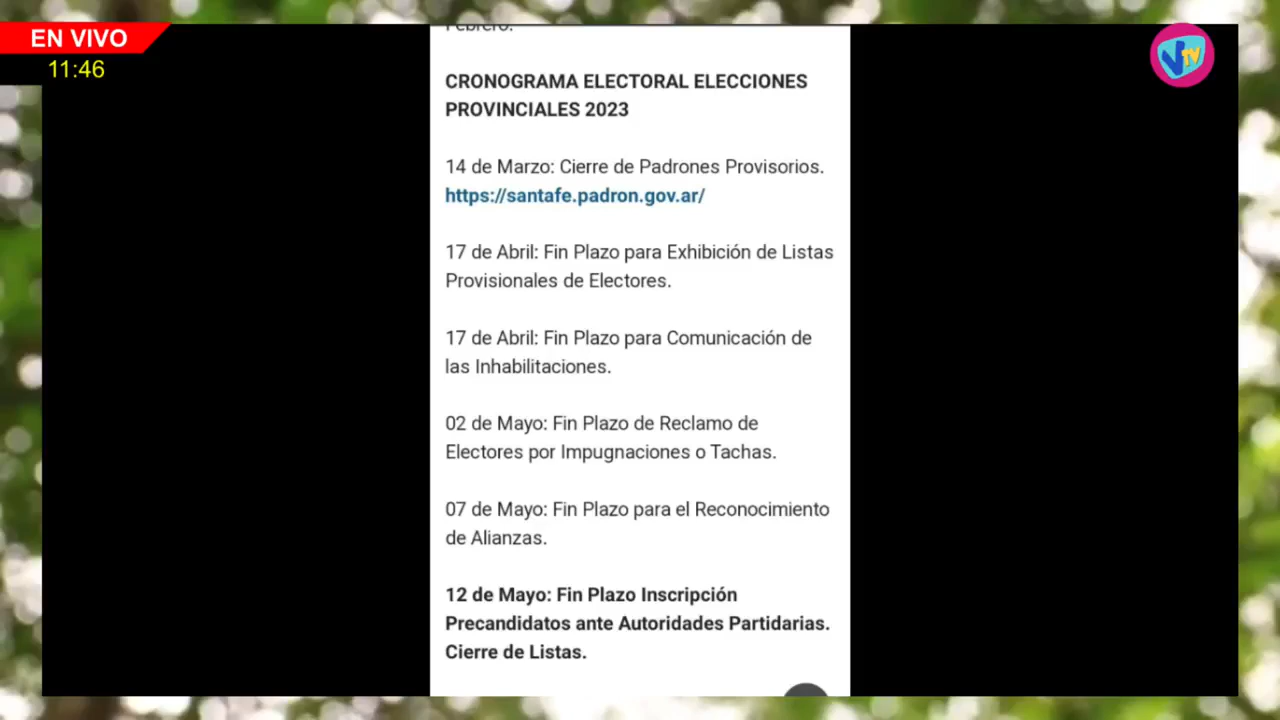 EN VIVO
11:46
VTV
Febrero.
CRONOGRAMA ELECTORAL ELECCIONES
PROVINCIALES 2023
14 de Marzo: Cierre de Padrones Provisorios.
https://santafe.padron.gov.ar/
17 de Abril: Fin Plazo para Exhibición de Listas
Provisionales de Electores.
17 de Abril: Fin Plazo para Comunicación de
las Inhabilitaciones.
02 de Mayo: Fin Plazo de Reclamo de
Electores por Impugnaciones o Tachas.
07 de Mayo: Fin Plazo para el Reconocimiento
de Alianzas.
12 de Mayo: Fin Plazo Inscripción
Precandidatos ante Autoridades Partidarias.
Cierre de Listas.